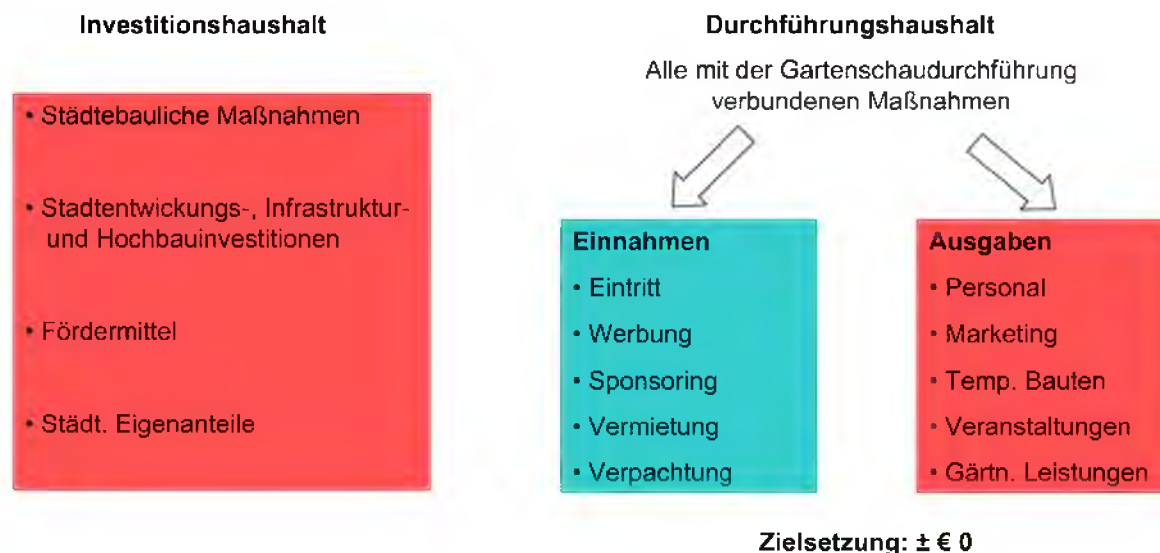 Investitionshaushalt
• Städtebauliche Maßnahmen
• Stadtentwickungs-, Infrastruktur-
und Hochbauinvestitionen
• Fördermittel
• Städt. Eigenanteile
Durchführungshaushalt
Alle mit der Gartenschaudurchführung
verbundenen Maßnahmen
Einnahmen
• Eintritt
• Werbung
• Sponsoring
• Vermietung
• Verpachtung
Ausgaben
• Personal
• Marketing
• Temp. Bauten
• Veranstaltungen
• Gärtn. Leistungen
Zielsetzung: ± € 0